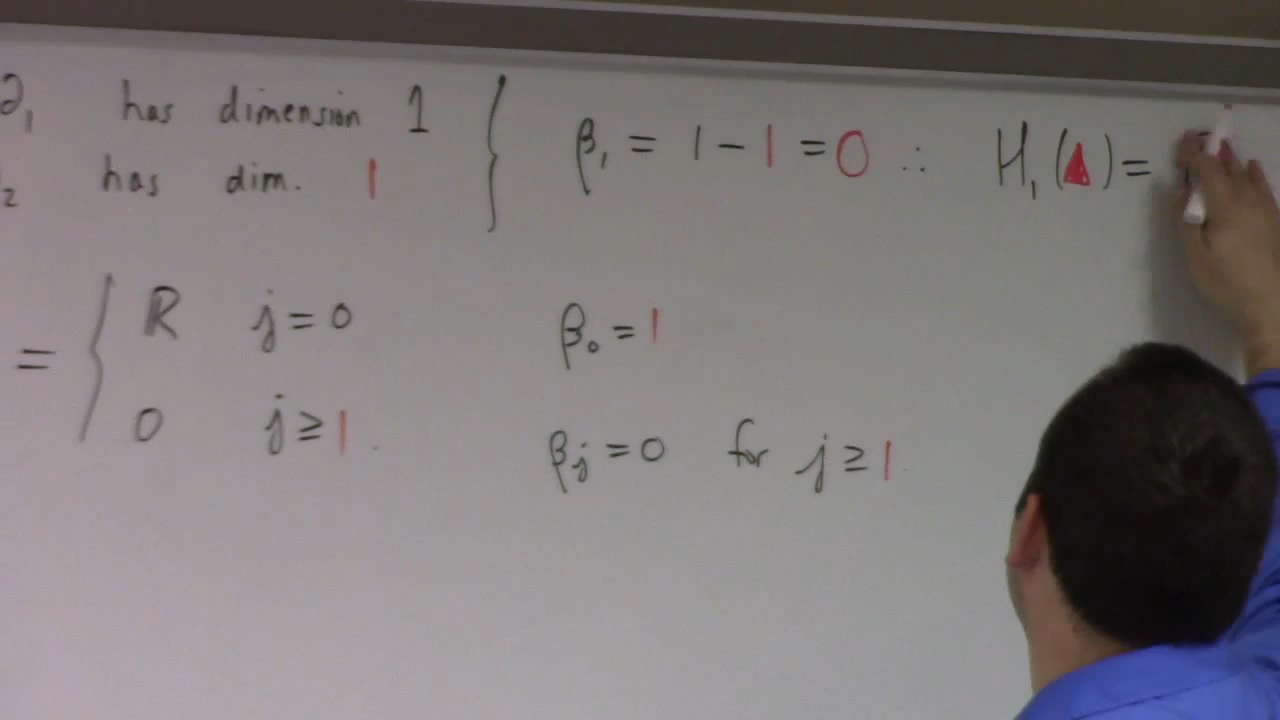 ∂₁ has dimension 1
₂ has dim. 1
β₁ = 1 - 1 = 0 ∴ H₁(▲) =
= { R j = 0
0 j ≥ 1.
β₀ = 1
βⱼ = 0 for j ≥ 1.